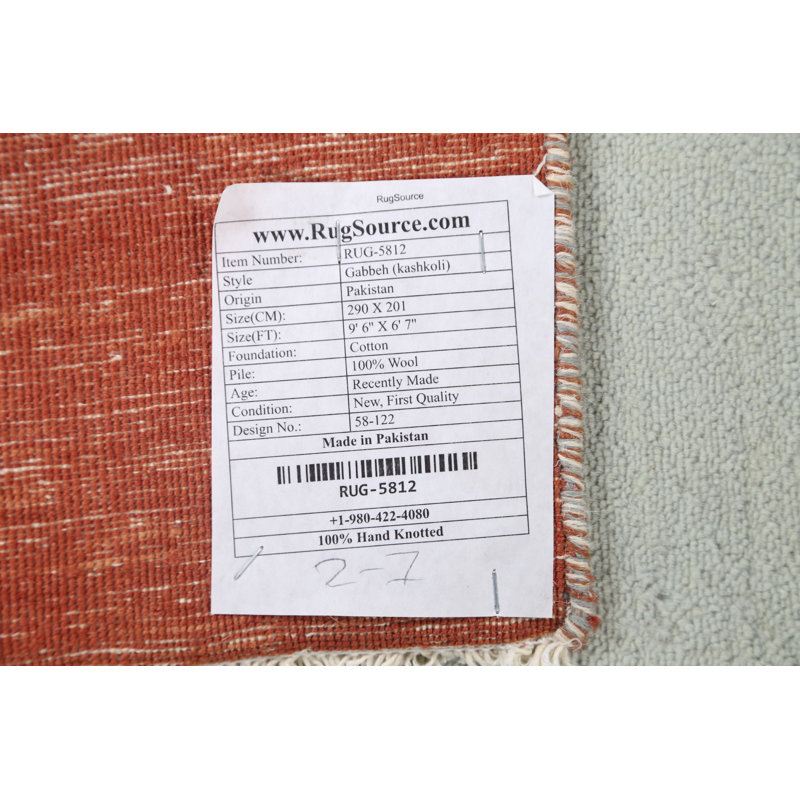 RugSource
www.RugSource.com
Item Number: RUG-5812
Style Gabbeh (kashkoli)
Origin Pakistan
Size(CM): 290 X 201
Size(FT): 9' 6" X 6' 7"
Foundation: Cotton
Pile: 100% Wool
Age: Recently Made
Condition: New, First Quality
Design No.: 58-122
Made in Pakistan
RUG-5812
+1-980-422-4080
100% Hand Knotted
2-7